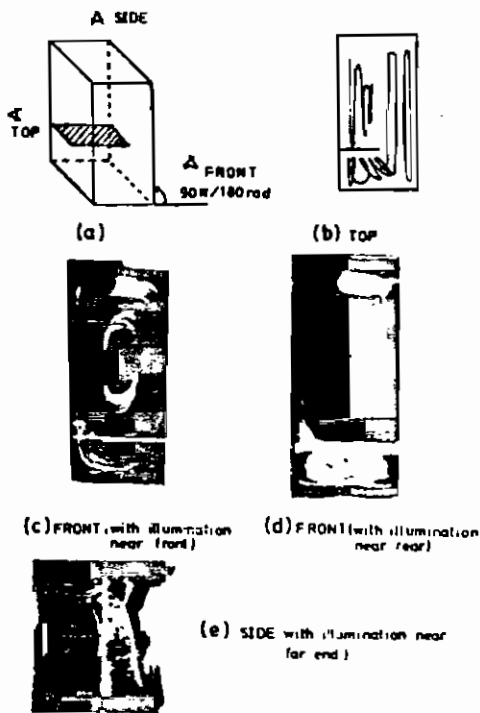 SIDE
TOP
FRONT
90π/180 rad
(a)
(b) TOP
(c) FRONT (with illumination
near front)
(d) FRONT (with illumination
near rear)
(e) SIDE with illumination near
far end)